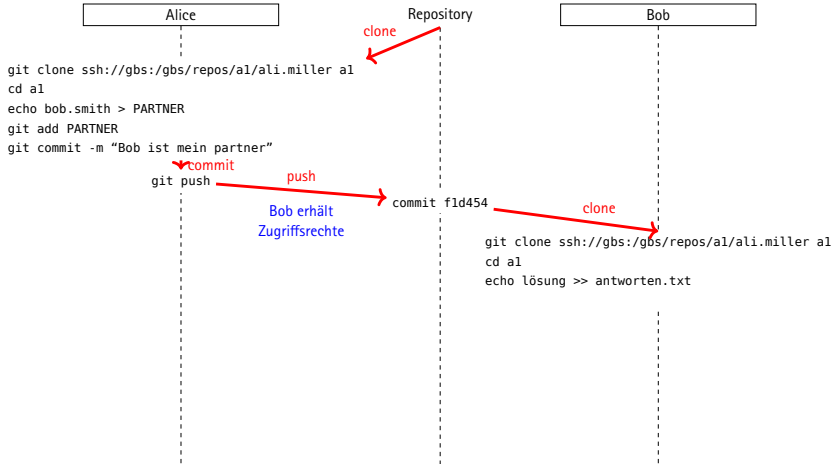 Alice
Repository
Bob
clone
git clone ssh://gbs:/gbs/repos/a1/ali.miller a1
cd a1
echo bob.smith > PARTNER
git add PARTNER
git commit -m “Bob ist mein partner”
commit
git push
push
Bob erhält
Zugriffsrechte
commit f1d454
clone
git clone ssh://gbs:/gbs/repos/a1/ali.miller a1
cd a1
echo lösung >> antworten.txt